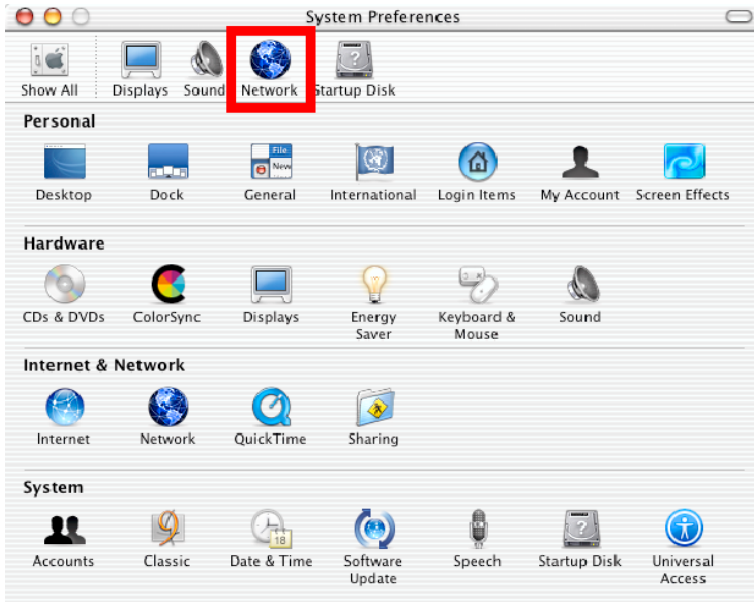 System Preferences
Show All Displays Sound Network Startup Disk
Personal
File
New
Desktop Dock General International Login Items My Account Screen Effects
Hardware
CDs & DVDs ColorSync Displays Energy Saver Keyboard & Mouse Sound
Internet & Network
Internet Network QuickTime Sharing
System
18
Accounts Classic Date & Time Software Update Speech Startup Disk Universal Access